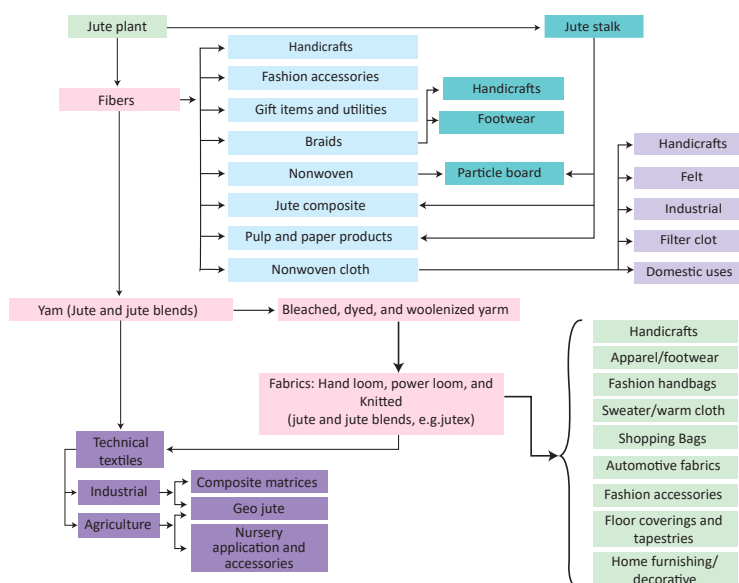 Jute plant
Jute stalk
Fibers
Handicrafts
Fashion accessories
Gift items and utilities
Braids
Nonwoven
Jute composite
Pulp and paper products
Nonwoven cloth
Handicrafts
Footwear
Particle board
Handicrafts
Felt
Industrial
Filter clot
Domestic uses
Yam (Jute and jute blends)
Bleached, dyed, and woolenized yarm
Fabrics: Hand loom, power loom, and
Knitted
(jute and jute blends, e.g.jutex)
Technical
textiles
Industrial
Agriculture
Composite matrices
Geo jute
Nursery
application and
accessories
Handicrafts
Apparel/footwear
Fashion handbags
Sweater/warm cloth
Shopping Bags
Automotive fabrics
Fashion accessories
Floor coverings and
tapestries
Home furnishing/
decorative